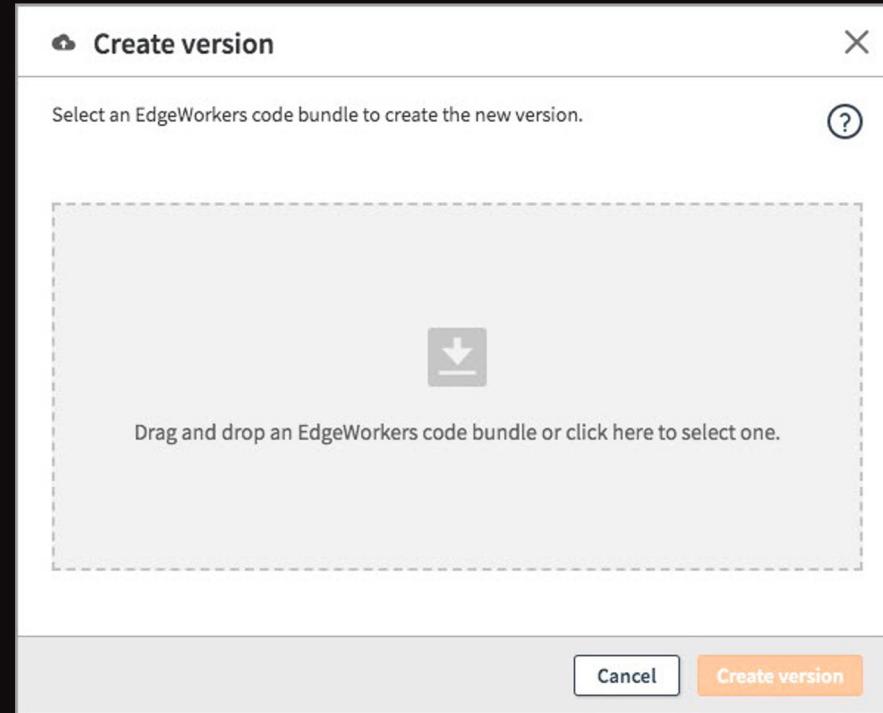 Create version
Select an EdgeWorkers code bundle to create the new version.
?
Drag and drop an EdgeWorkers code bundle or click here to select one.
Cancel
Create version